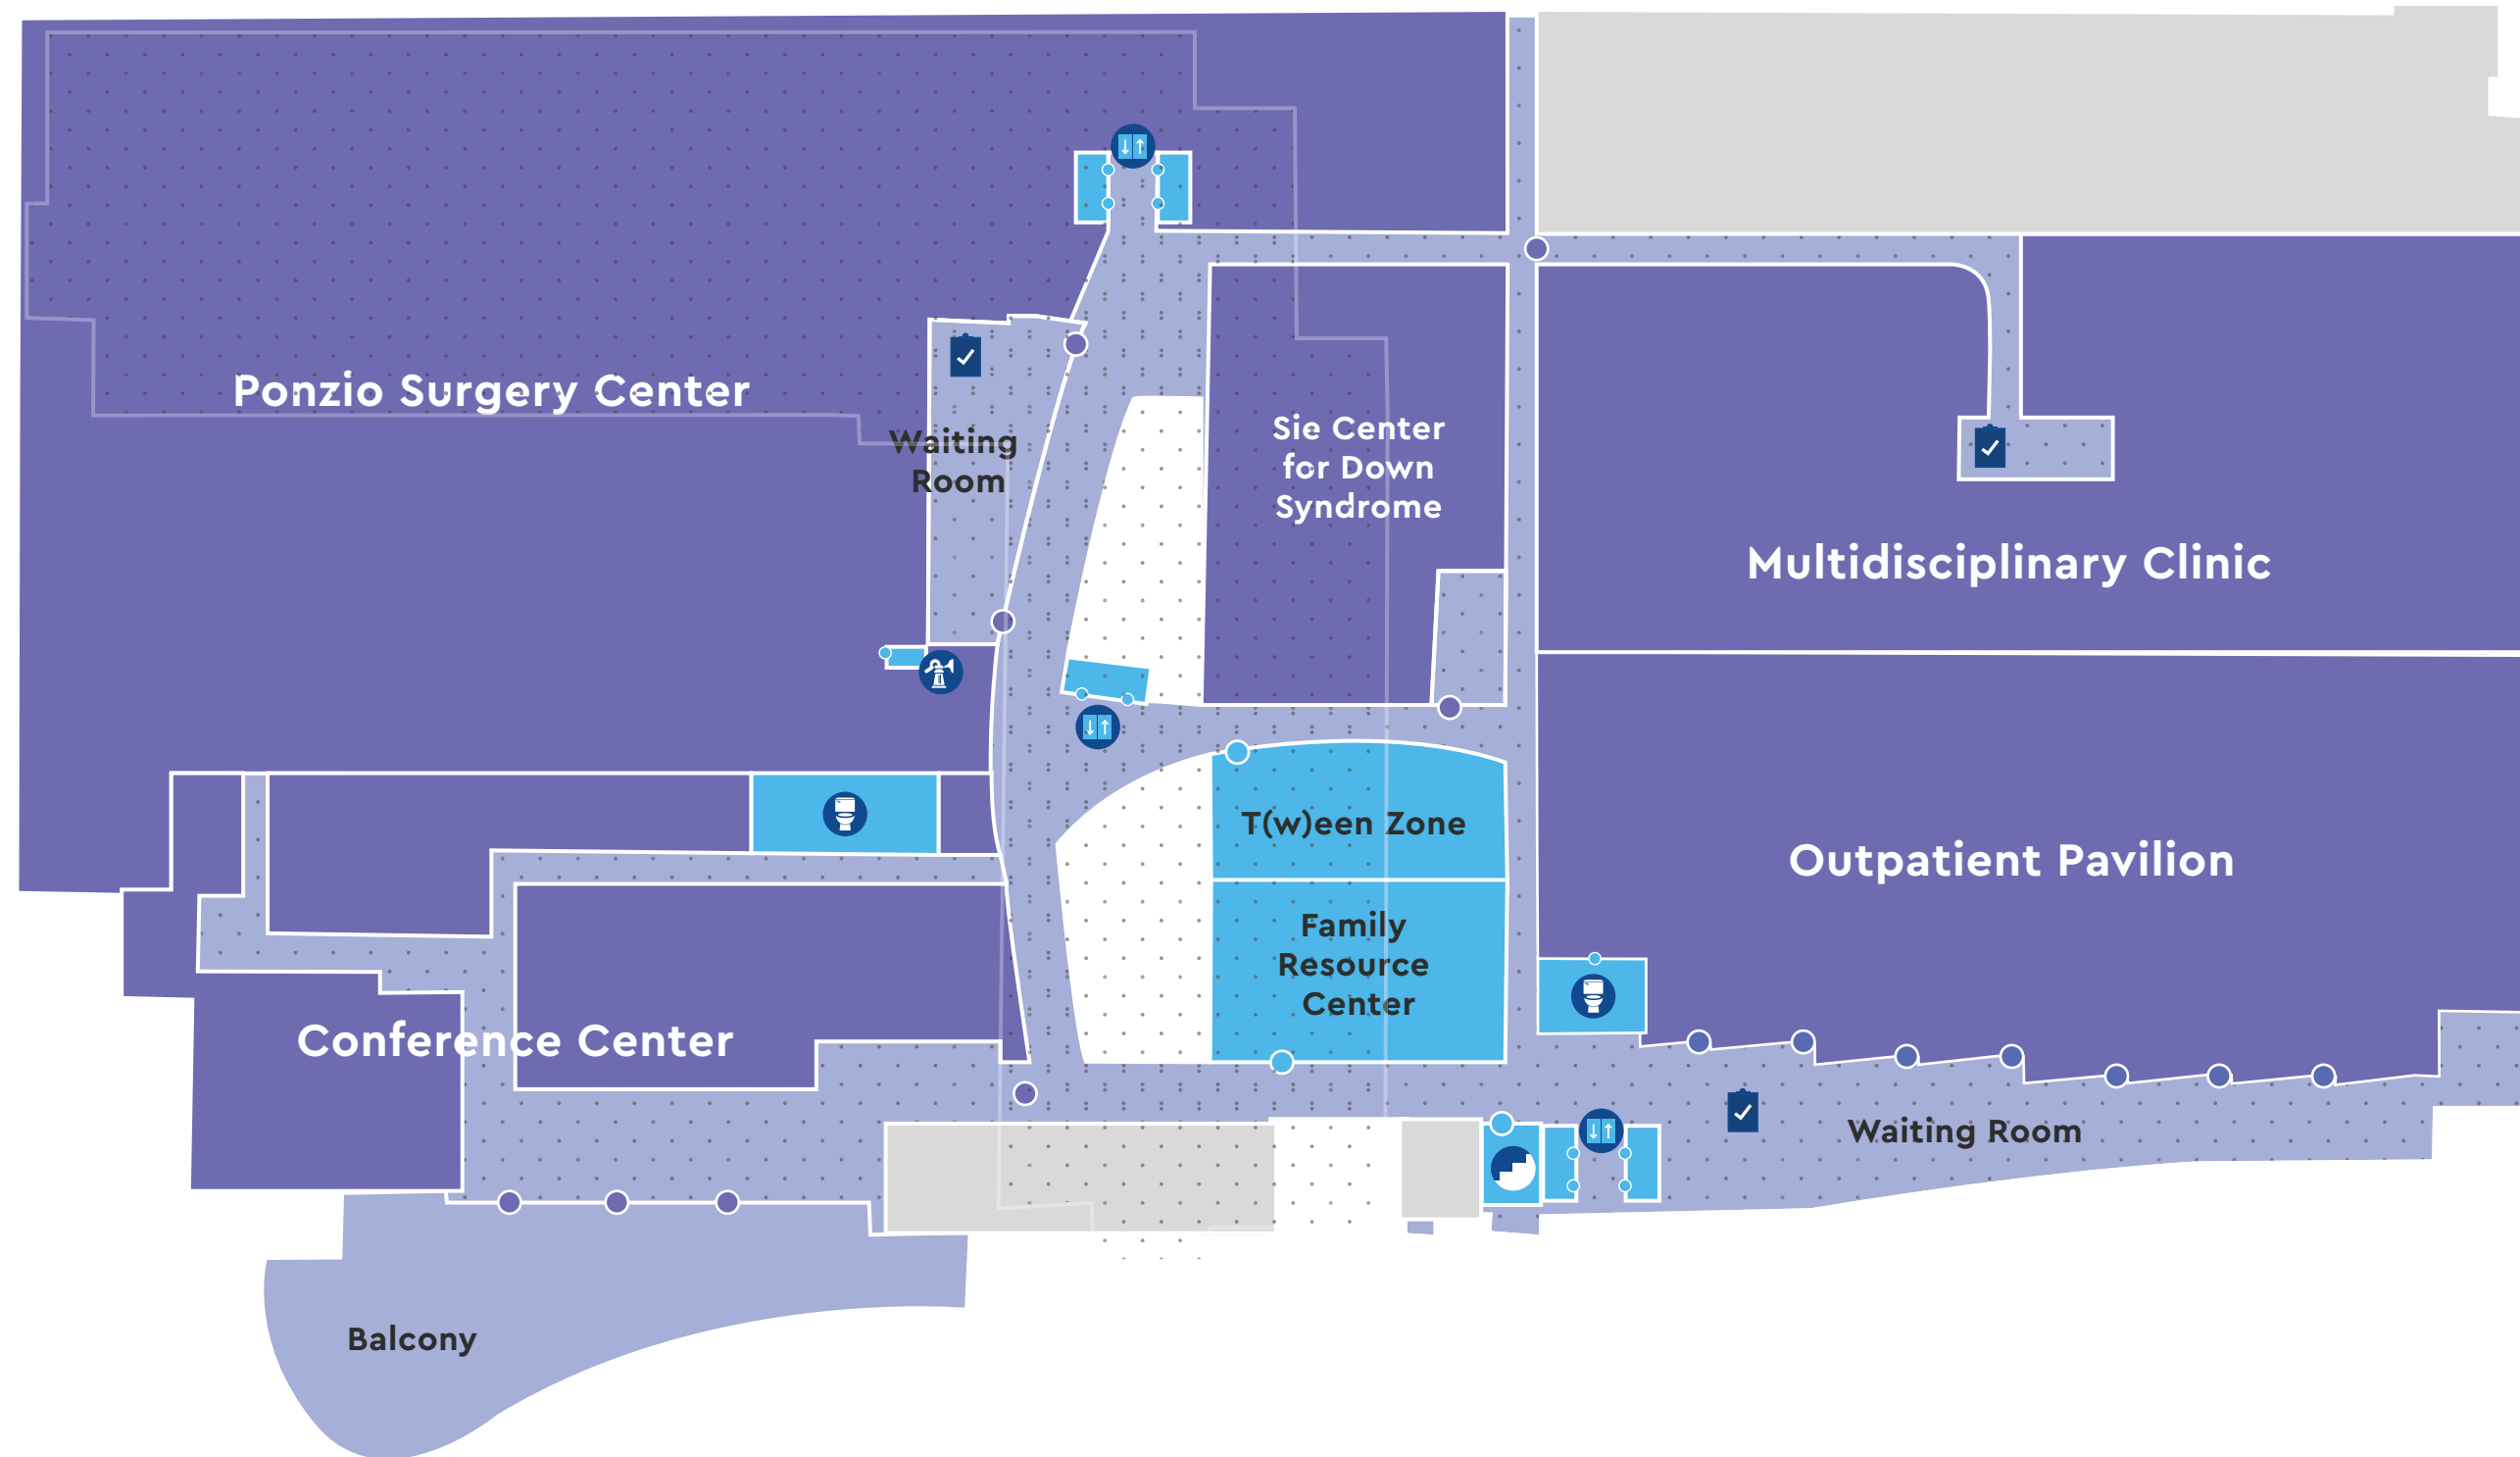 Ponzio Surgery Center
Waiting
Room
Sie Center
for Down
Syndrome
Multidisciplinary Clinic
T(w)een Zone
Outpatient Pavilion
Family
Resource
Center
Conference Center
Waiting Room
Balcony